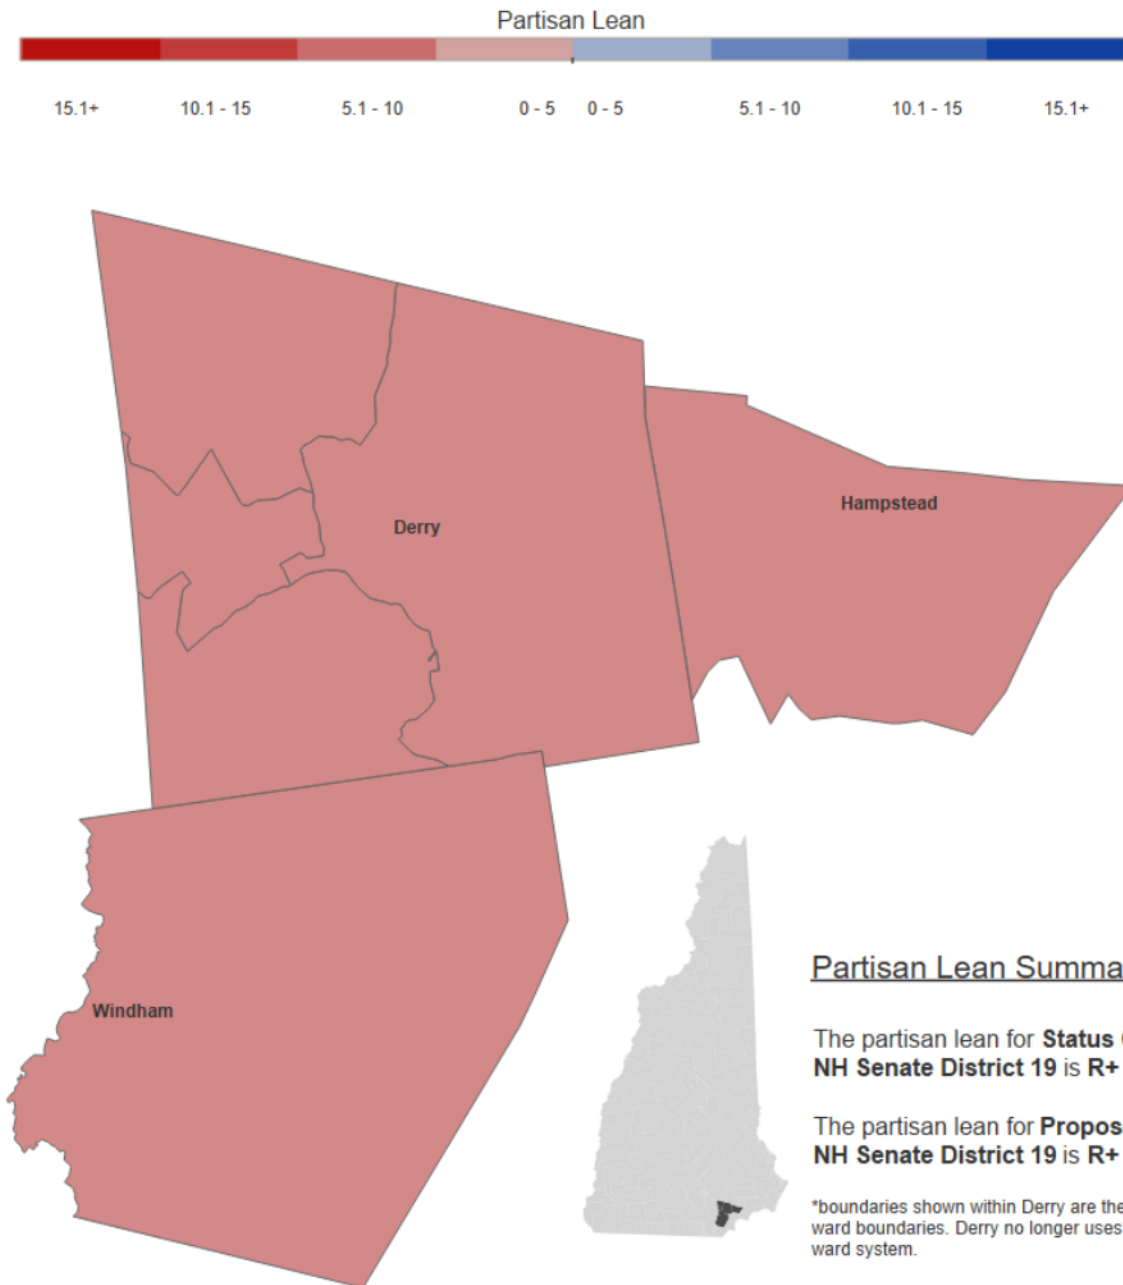 Partisan Lean
15.1+ 10.1 - 15 5.1 - 10 0 - 5 0 - 5 5.1 - 10 10.1 - 15 15.1+
Hampstead
Derry
Partisan Lean Summa
Windham
The partisan lean for Status
NH Senate District 19 is R+
The partisan lean for Propos
NH Senate District 19 is R+
*boundaries shown within Derry are the
ward boundaries. Derry no longer uses
ward system.